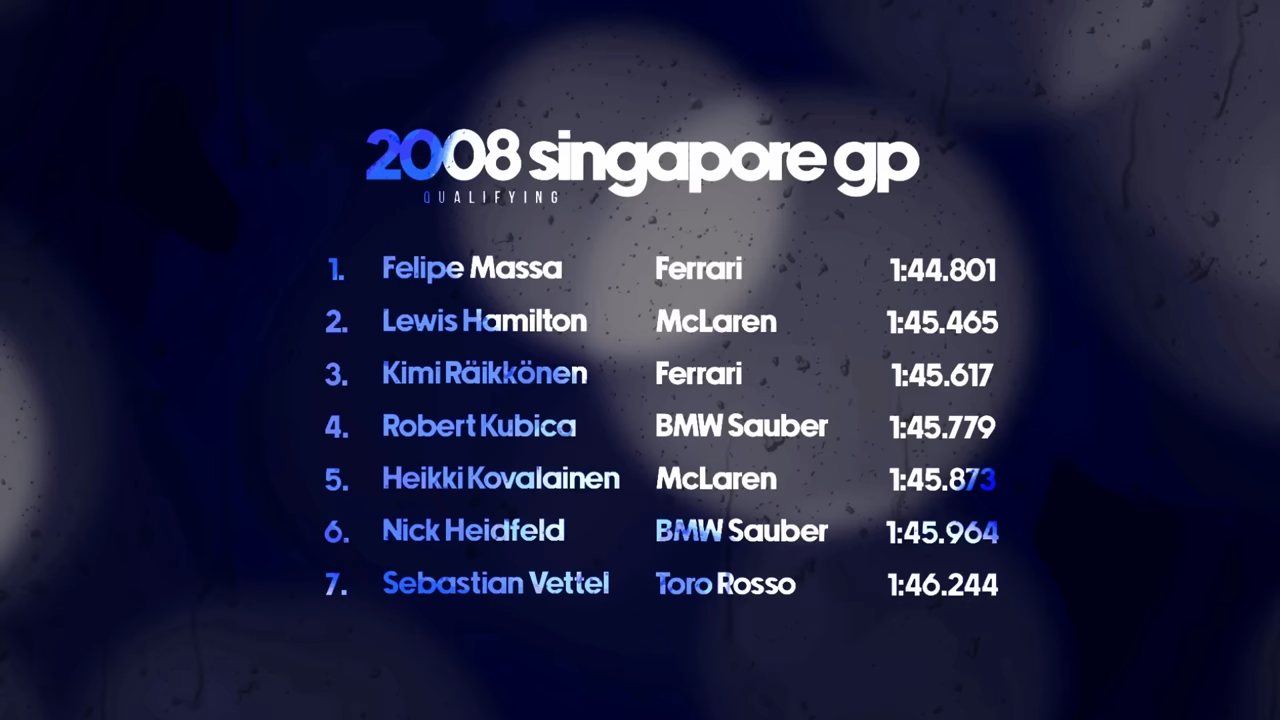 2008 singapore gp
QUALIFYING
1. Felipe Massa Ferrari 1:44.801
2. Lewis Hamilton McLaren 1:45.465
3. Kimi Räikkönen Ferrari 1:45.617
4. Robert Kubica BMW Sauber 1:45.779
5. Heikki Kovalainen McLaren 1:45.873
6. Nick Heidfeld BMW Sauber 1:45.964
7. Sebastian Vettel Toro Rosso 1:46.244